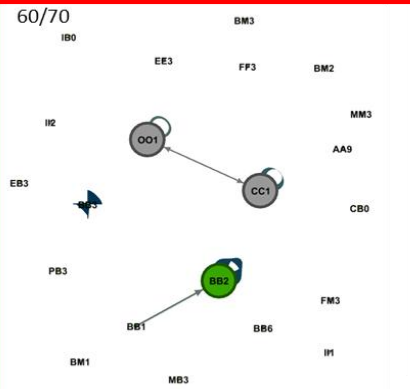 60/70
BM3
IB0
EE3
FF3
BM2
MM3
II2
OO1
AA9
EB3
CC1
CB0
PB3
BB2
FM3
BB1
BB6
BM1
MB3